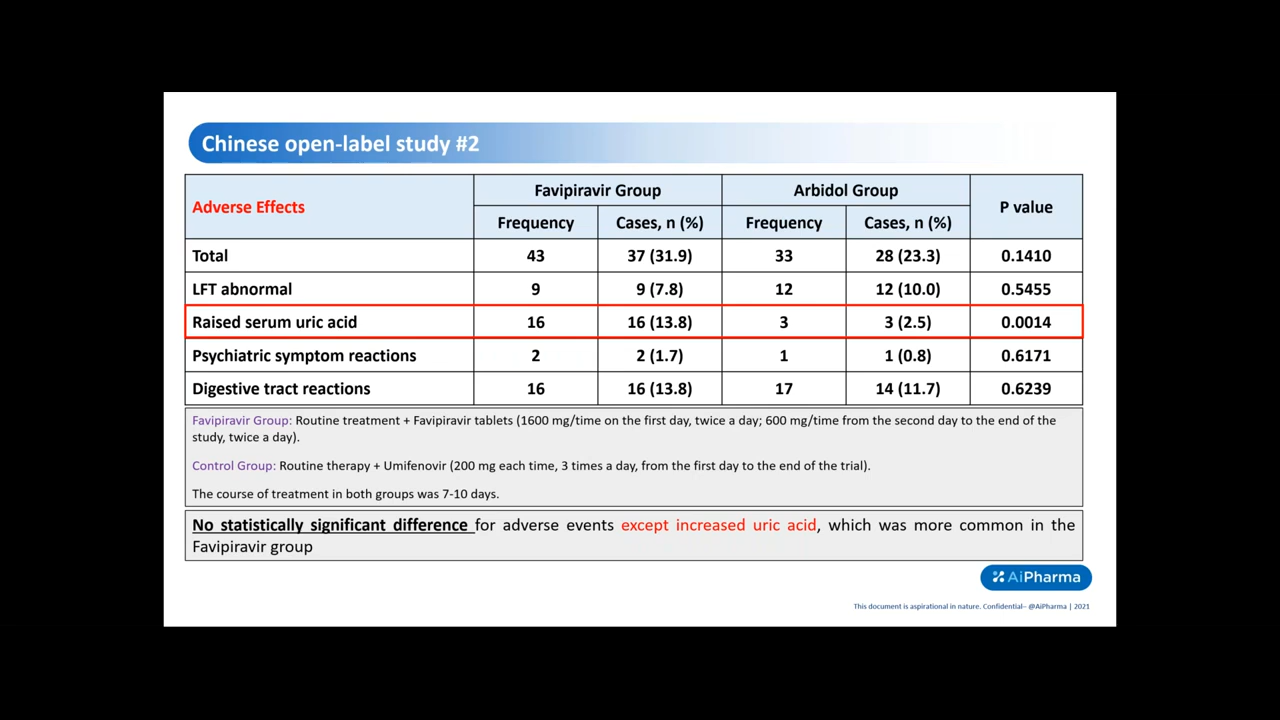 Chinese open-label study #2
Adverse Effects
Favipiravir Group
Arbidol Group
P value
Frequency
Cases, n (%)
Frequency
Cases, n (%)
Total 43 37 (31.9) 33 28 (23.3) 0.1410
LFT abnormal 9 9 (7.8) 12 12 (10.0) 0.5455
Raised serum uric acid 16 16 (13.8) 3 3 (2.5) 0.0014
Psychiatric symptom reactions 2 2 (1.7) 1 1 (0.8) 0.6171
Digestive tract reactions 16 16 (13.8) 17 14 (11.7) 0.6239
Favipiravir Group: Routine treatment + Favipiravir tablets (1600 mg/time on the first day, twice a day; 600 mg/time from the second day to the end of the
study, twice a day).
Control Group: Routine therapy + Umifenovir (200 mg each time, 3 times a day, from the first day to the end of the trial).
The course of treatment in both groups was 7-10 days.
No statistically significant difference for adverse events except increased uric acid, which was more common in the
Favipiravir group
AiPharma
This document is aspirational in nature. Confidential– @AiPharma | 2021